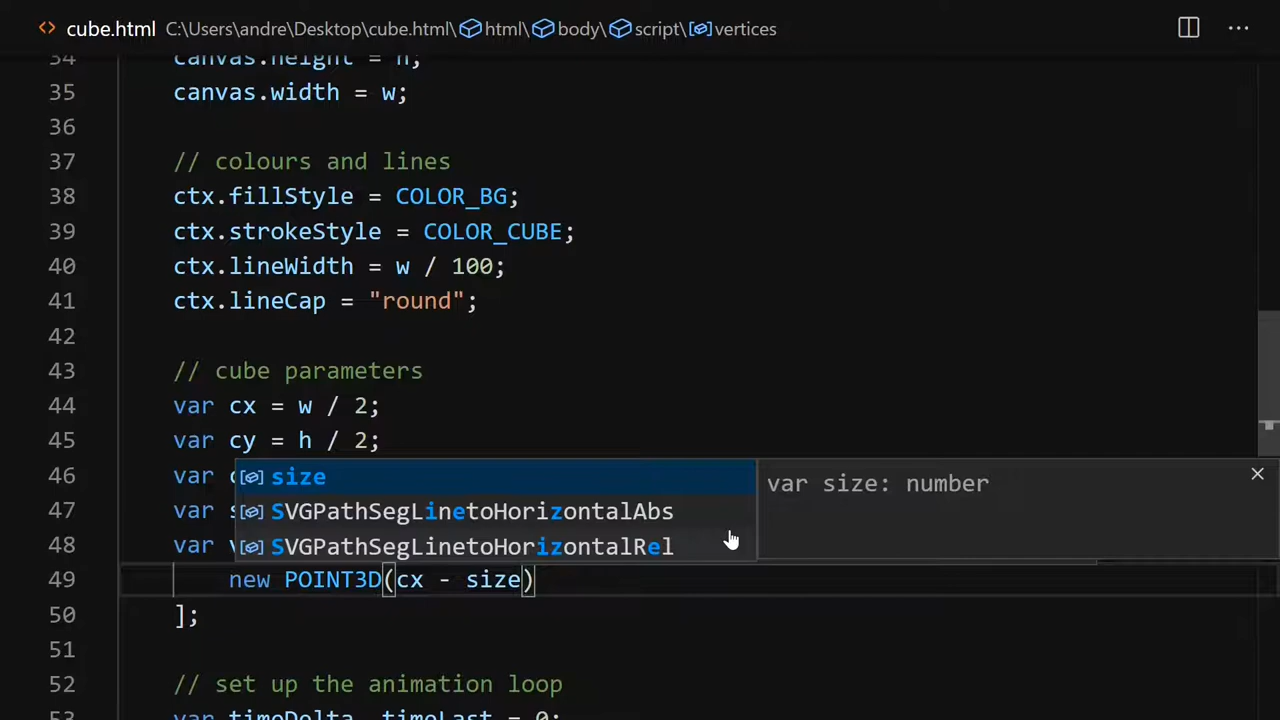 cube.html C:\Users\andre\Desktop\cube.html\html\body\script\vertices
34 canvas.height = h;
35 canvas.width = w;
36
37 // colours and lines
38 ctx.fillStyle = COLOR_BG;
39 ctx.strokeStyle = COLOR_CUBE;
40 ctx.lineWidth = w / 100;
41 ctx.lineCap = "round";
42
43 // cube parameters
44 var cx = w / 2;
45 var cy = h / 2;
46 var
size
var size: number
47 var
SVGPathSegLinetoHorizontalAbs
48 var
SVGPathSegLinetoHorizontalRel
49 new POINT3D(cx - size)
50 ];
51
52 // set up the animation loop
53 var timeDelta, timeLast = 0;